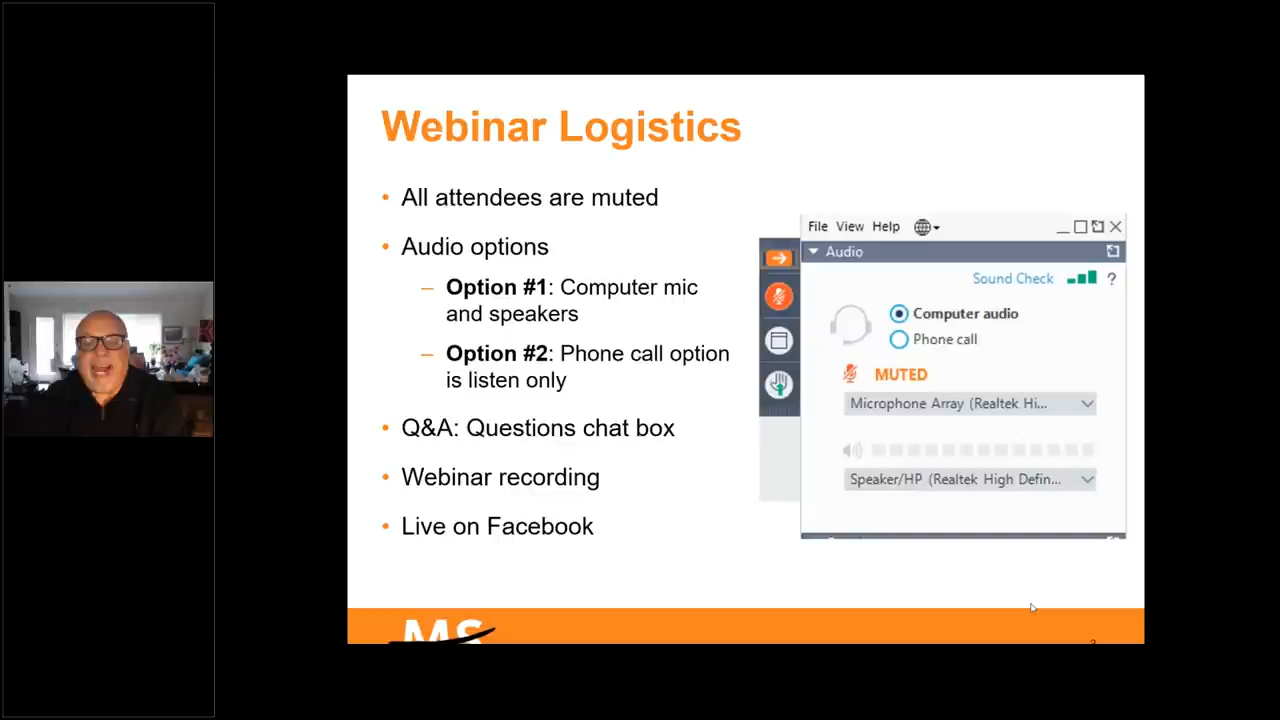 Webinar Logistics
• All attendees are muted
• Audio options
– Option #1: Computer mic
and speakers
– Option #2: Phone call option
is listen only
• Q&A: Questions chat box
• Webinar recording
• Live on Facebook
File View Help
Audio
Sound Check ?
Computer audio
Phone call
MUTED
Microphone Array (Realtek Hi...
Speaker/HP (Realtek High Defin...
MS